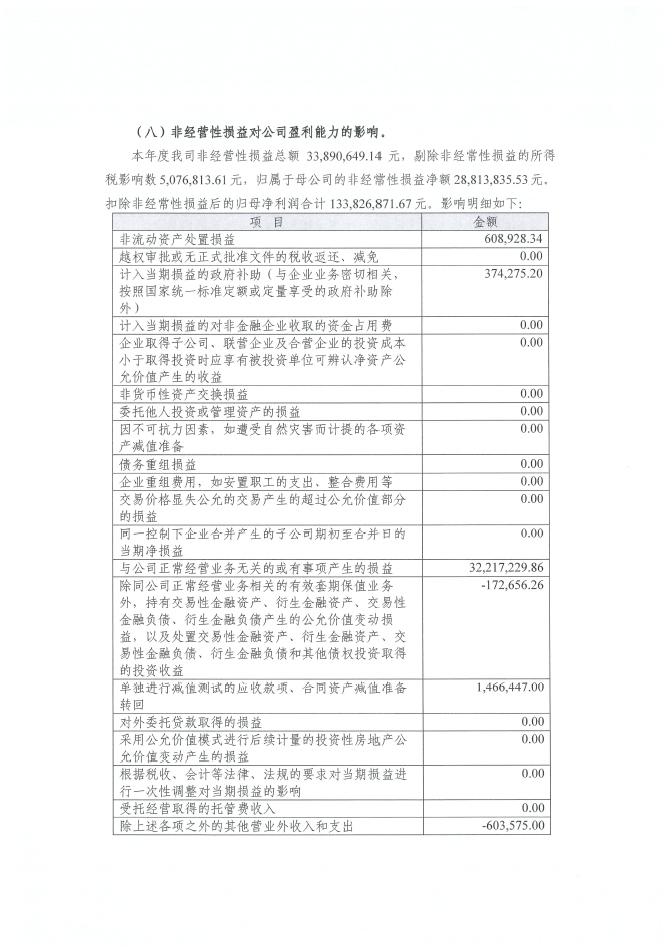 （八）非经营性损益对公司盈利能力的影响。
本年度我司非经营性损益总额 33,890,649.14 元，剔除非经常性损益的所得
税影响数 5,076,813.61 元，归属于母公司的非经常性损益净额 28,813,835.53 元。
扣除非经常性损益后的归母净利润合计 133,826,871.67 元。影响明细如下：
项 目 金额
非流动资产处置损益 608,928.34
越权审批或无正式批准文件的税收返还、减免 0.00
计入当期损益的政府补助（与企业业务密切相关， 374,275.20
按照国家统一标准定额或定量享受的政府补助除
外）
计入当期损益的对非金融企业收取的资金占用费 0.00
企业取得子公司、联营企业及合营企业的投资成本 0.00
小于取得投资时应享有被投资单位可辨认净资产公
允价值产生的收益
非货币性资产交换损益 0.00
委托他人投资或管理资产的损益 0.00
因不可抗力因素，如遭受自然灾害而计提的各项资 0.00
产减值准备
债务重组损益 0.00
企业重组费用，如安置职工的支出、整合费用等 0.00
交易价格显失公允的交易产生的超过公允价值部分 0.00
的损益
同一控制下企业合并产生的子公司期初至合并日的 0.00
当期净损益
与公司正常经营业务无关的或有事项产生的损益 32,217,229.86
除同公司正常经营业务相关的有效套期保值业务 -172,656.26
外，持有交易性金融资产、衍生金融资产、交易性
金融负债、衍生金融负债产生的公允价值变动损
益，以及处置交易性金融资产、衍生金融资产、交
易性金融负债、衍生金融负债和其他债权投资取得
的投资收益
单独进行减值测试的应收款项、合同资产减值准备 1,466,447.00
转回
对外委托贷款取得的损益 0.00
采用公允价值模式进行后续计量的投资性房地产公 0.00
允价值变动产生的损益
根据税收、会计等法律、法规的要求对当期损益进 0.00
行一次性调整对当期损益的影响
受托经营取得的托管费收入 0.00
除上述各项之外的其他营业外收入和支出 -603,575.00